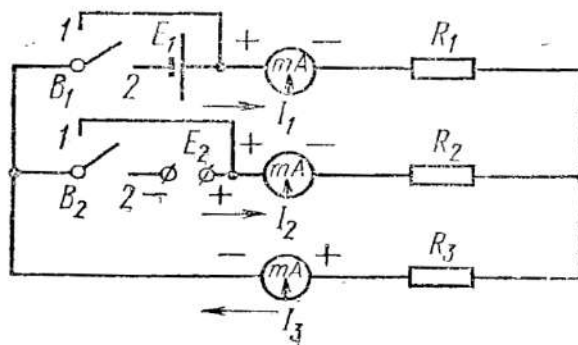 1 E₁ + mA − R₁
B₁ 2 I₁
1 E₂ + mA − R₂
B₂ 2 − + I₂
− mA + R₃
I₃